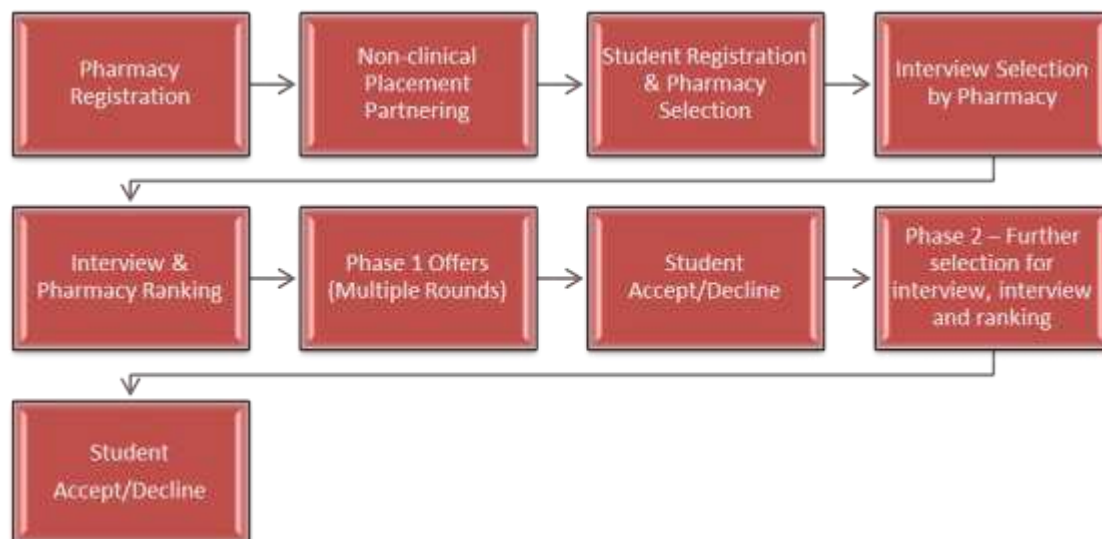 Pharmacy
Registration
Non-clinical
Placement
Partnering
Student Registration
& Pharmacy
Selection
Interview Selection
by Pharmacy
Interview &
Pharmacy Ranking
Phase 1 Offers
(Multiple Rounds)
Student
Accept/Decline
Phase 2 – Further
selection for
interview, interview
and ranking
Student
Accept/Decline